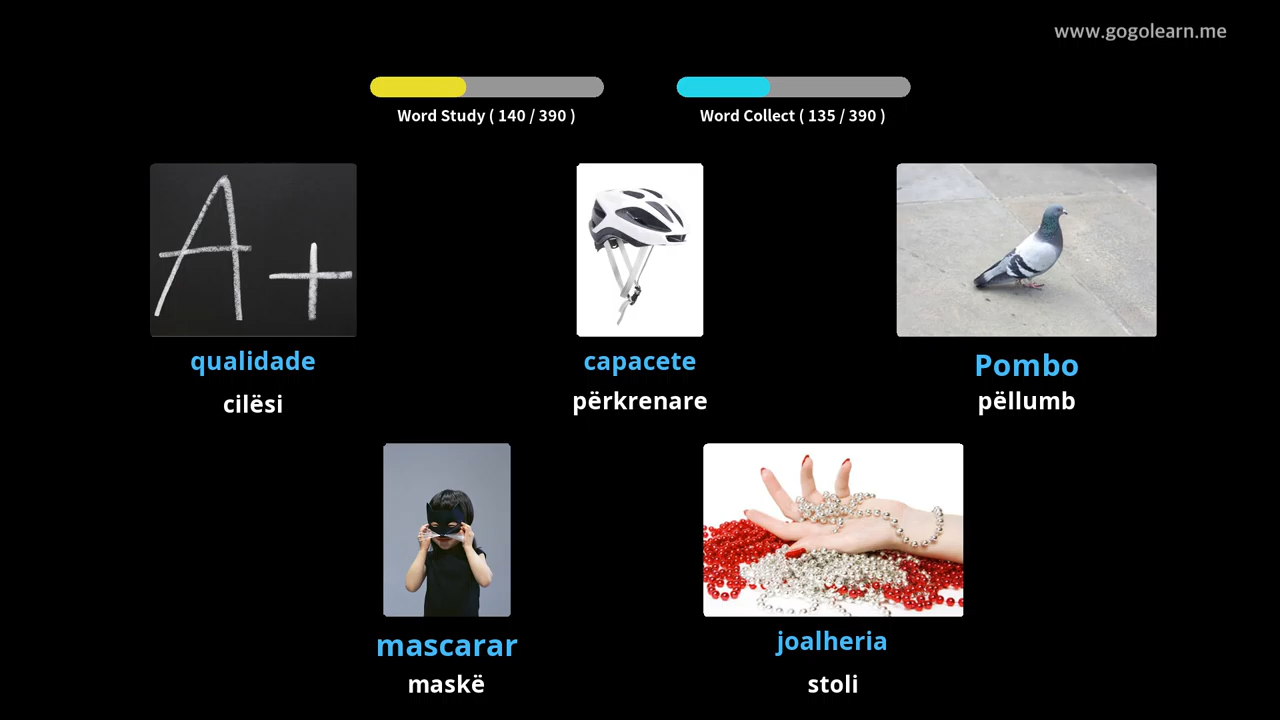 www.gogolearn.me
Word Study ( 140 / 390 )
Word Collect ( 135 / 390 )
A+
qualidade
cilësi
capacete
përkrenare
Pombo
pëllumb
mascarar
maskë
joalheria
stoli